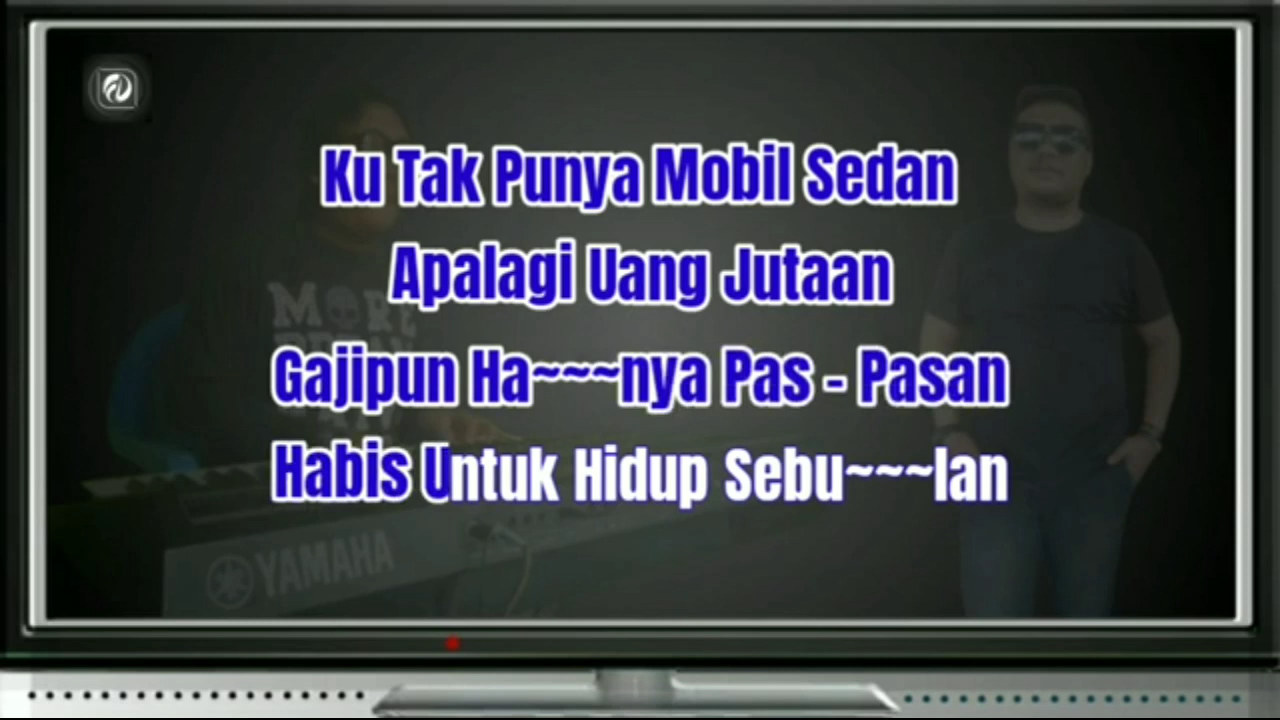 Ku Tak Punya Mobil Sedan
Apalagi Uang Jutaan
Gajipun Ha~~~nya Pas - Pasan
Habis Untuk Hidup Sebu~~~lan
MORE
YAMAHA